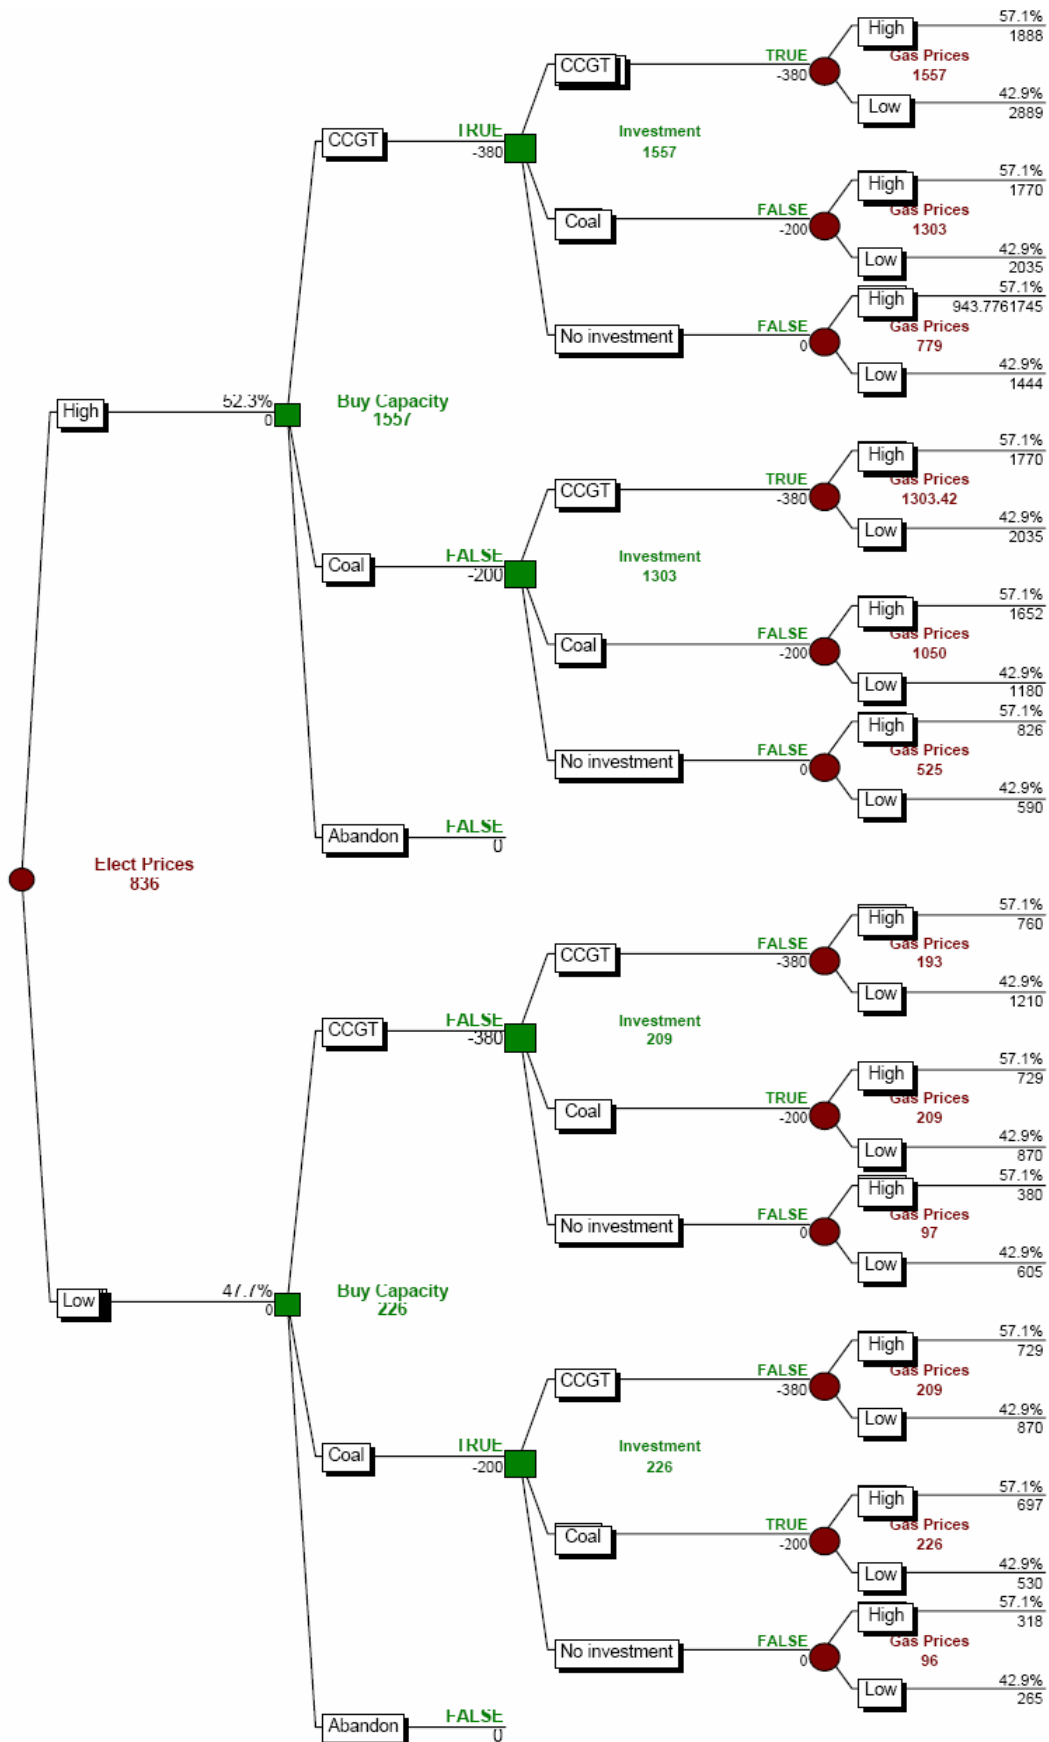 57.1%
High
1888
CCGT
TRUE
-380
Gas Prices
1557
42.9%
Low
2889
CCGT
TRUE
-380
Investment
1557
57.1%
High
1770
Coal
FALSE
-200
Gas Prices
1303
42.9%
Low
2035
57.1%
High
943.7761745
No investment
FALSE
0
Gas Prices
779
42.9%
Low
1444
High
52.3%
0
Buy Capacity
1557
57.1%
High
1770
CCGT
TRUE
-380
Gas Prices
1303.42
42.9%
Low
2035
Coal
FALSE
-200
Investment
1303
57.1%
High
1652
Coal
FALSE
-200
Gas Prices
1050
42.9%
Low
1180
57.1%
High
826
No investment
FALSE
0
Gas Prices
525
42.9%
Low
590
Abandon
FALSE
0
Elect Prices
836
57.1%
High
760
CCGT
FALSE
-380
Gas Prices
193
42.9%
Low
1210
CCGT
FALSE
-380
Investment
209
57.1%
High
729
Coal
TRUE
-200
Gas Prices
209
42.9%
Low
870
57.1%
High
380
No investment
FALSE
0
Gas Prices
97
42.9%
Low
605
Low
47.7%
0
Buy Capacity
226
57.1%
High
729
CCGT
FALSE
-380
Gas Prices
209
42.9%
Low
870
Coal
TRUE
-200
Investment
226
57.1%
High
697
Coal
TRUE
-200
Gas Prices
226
42.9%
Low
530
57.1%
High
318
No investment
FALSE
0
Gas Prices
96
42.9%
Low
265
Abandon
FALSE
0